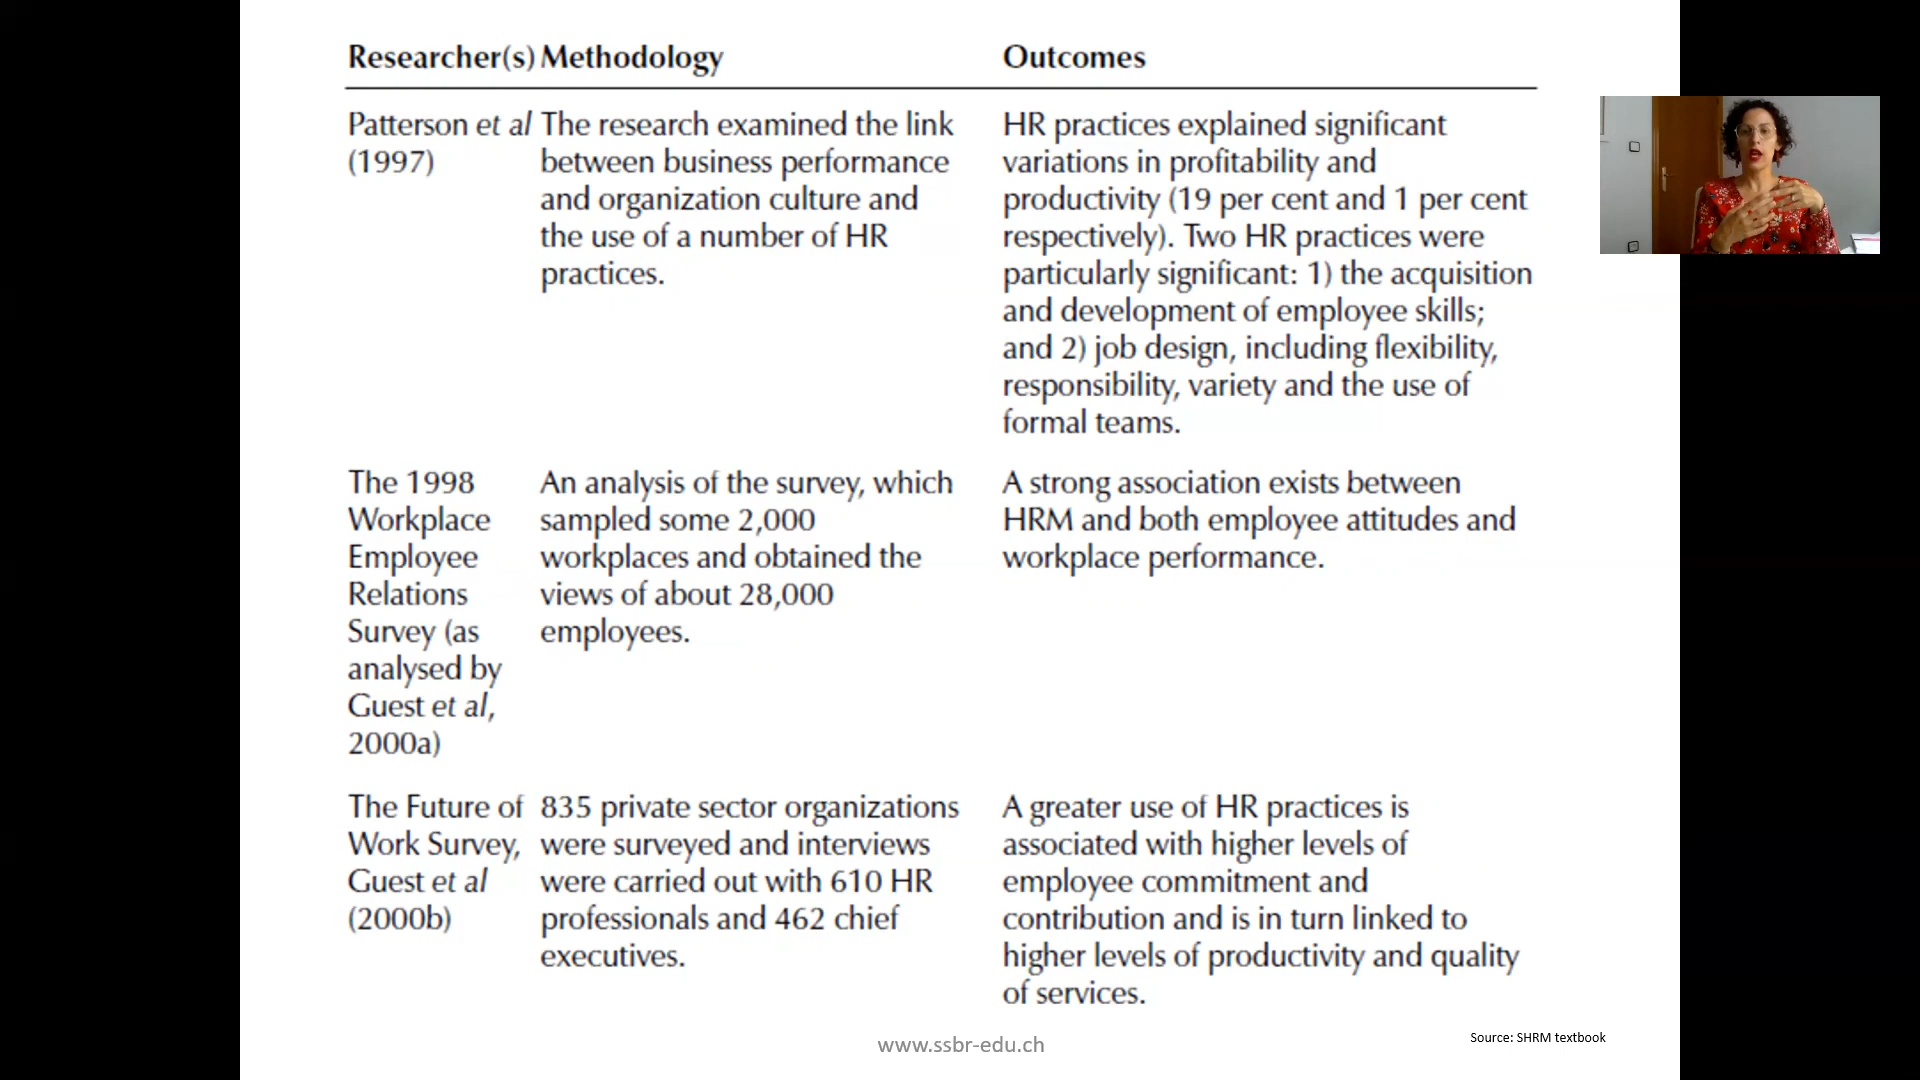 Researcher(s) Methodology Outcomes
Patterson et al
(1997)
The research examined the link
between business performance
and organization culture and
the use of a number of HR
practices.
HR practices explained significant
variations in profitability and
productivity (19 per cent and 1 per cent
respectively). Two HR practices were
particularly significant: 1) the acquisition
and development of employee skills;
and 2) job design, including flexibility,
responsibility, variety and the use of
formal teams.
The 1998
Workplace
Employee
Relations
Survey (as
analysed by
Guest et al,
2000a)
An analysis of the survey, which
sampled some 2,000
workplaces and obtained the
views of about 28,000
employees.
A strong association exists between
HRM and both employee attitudes and
workplace performance.
The Future of
Work Survey,
Guest et al
(2000b)
835 private sector organizations
were surveyed and interviews
were carried out with 610 HR
professionals and 462 chief
executives.
A greater use of HR practices is
associated with higher levels of
employee commitment and
contribution and is in turn linked to
higher levels of productivity and quality
of services.
www.ssbr-edu.ch
Source: SHRM textbook